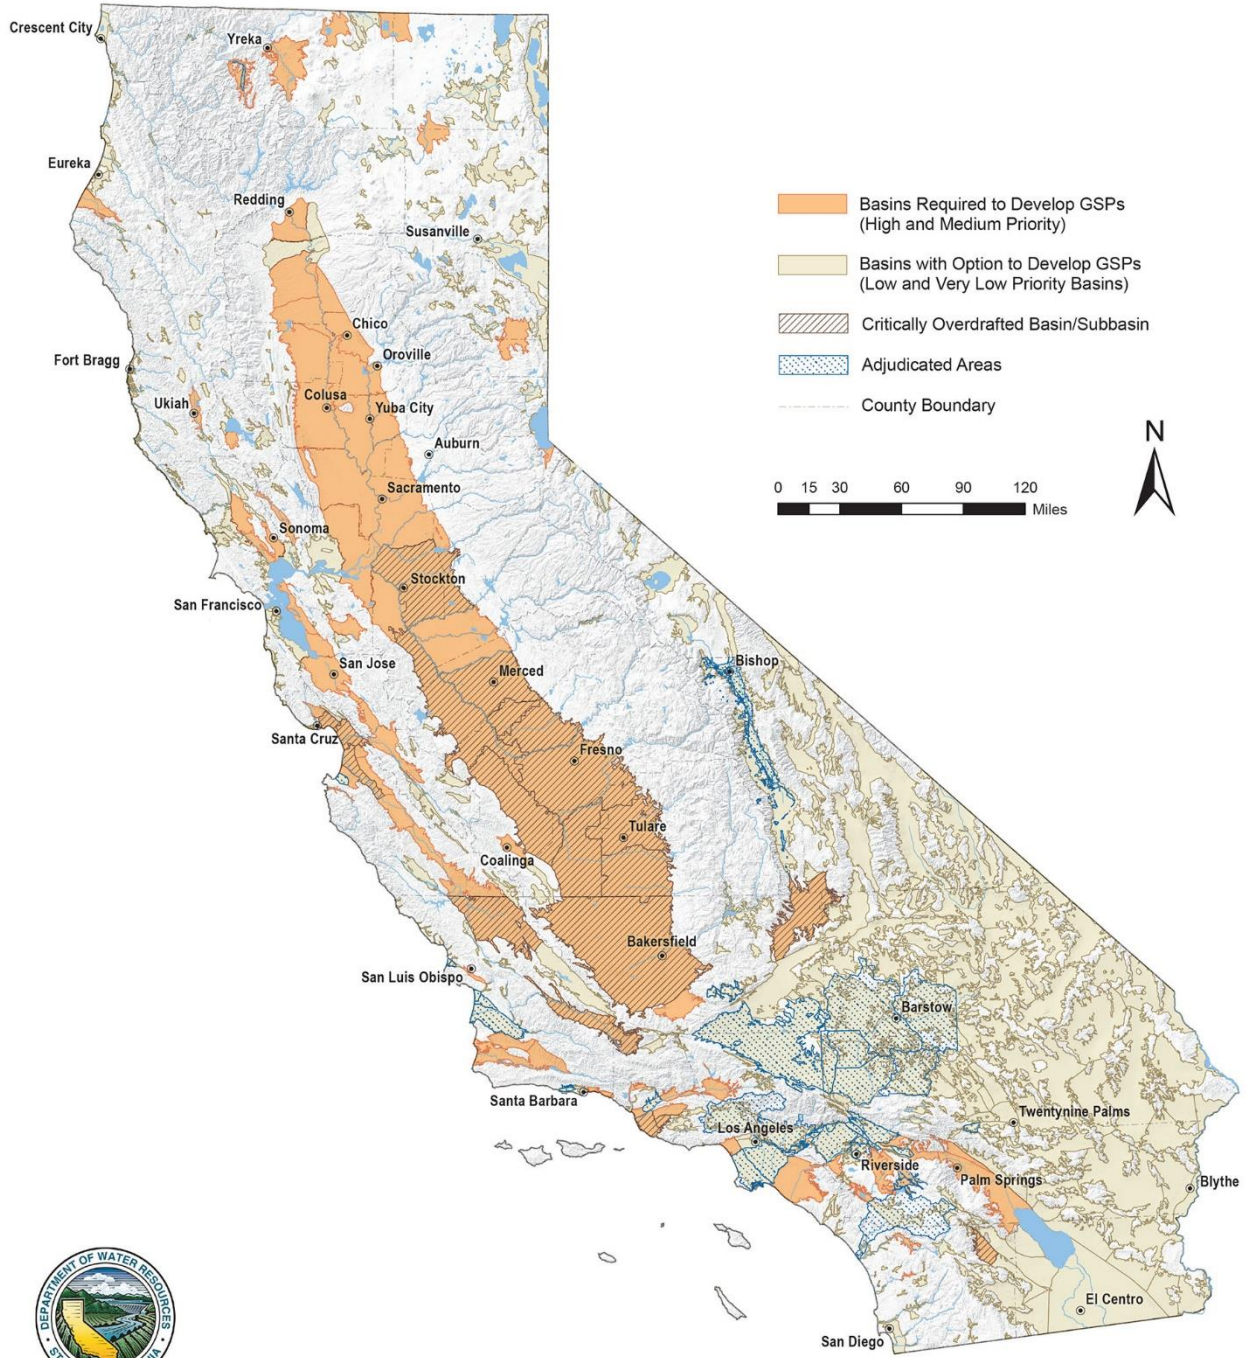 Crescent City
Yreka
Eureka
Redding
Susanville
Basins Required to Develop GSPs
(High and Medium Priority)
Basins with Option to Develop GSPs
(Low and Very Low Priority Basins)
Critically Overdrafted Basin/Subbasin
Adjudicated Areas
County Boundary
N
0 15 30 60 90 120
Miles
Chico
Fort Bragg
Oroville
Ukiah
Colusa
Yuba City
Auburn
Sacramento
Sonoma
Stockton
San Francisco
San Jose
Merced
Bishop
Santa Cruz
Fresno
Tulare
Coalinga
Bakersfield
San Luis Obispo
Barstow
Santa Barbara
Los Angeles
Twentynine Palms
Riverside
Palm Springs
Blythe
El Centro
San Diego
DEPARTMENT OF WATER RESOURCES